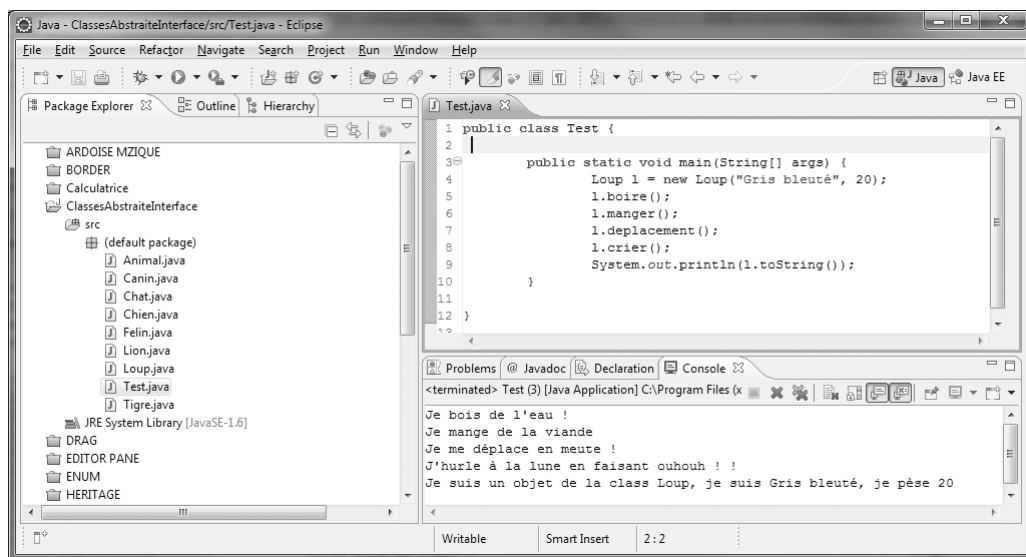 Java - ClassesAbstraiteInterface/src/Test.java - Eclipse
File Edit Source Refactor Navigate Search Project Run Window Help
Java Java EE
Package Explorer Outline Hierarchy
ARDOISE MZIQUE
BORDER
Calculatrice
ClassesAbstraiteInterface
src
(default package)
Animal.java
Canin.java
Chat.java
Chien.java
Felin.java
Lion.java
Loup.java
Test.java
Tigre.java
JRE System Library [JavaSE-1.6]
DRAG
EDITOR PANE
ENUM
HERITAGE
Test.java
1 public class Test {
2
3 public static void main(String[] args) {
4 Loup l = new Loup("Gris bleuté", 20);
5 l.boire();
6 l.manger();
7 l.deplacement();
8 l.crier();
9 System.out.println(l.toString());
10 }
11
12 }
13
Problems @ Javadoc Declaration Console
<terminated> Test (3) [Java Application] C:\Program Files (x
Je bois de l'eau !
Je mange de la viande
Je me déplace en meute !
J'hurle à la lune en faisant ouhouh ! !
Je suis un objet de la class Loup, je suis Gris bleuté, je pèse 20
Writable Smart Insert 2 : 2